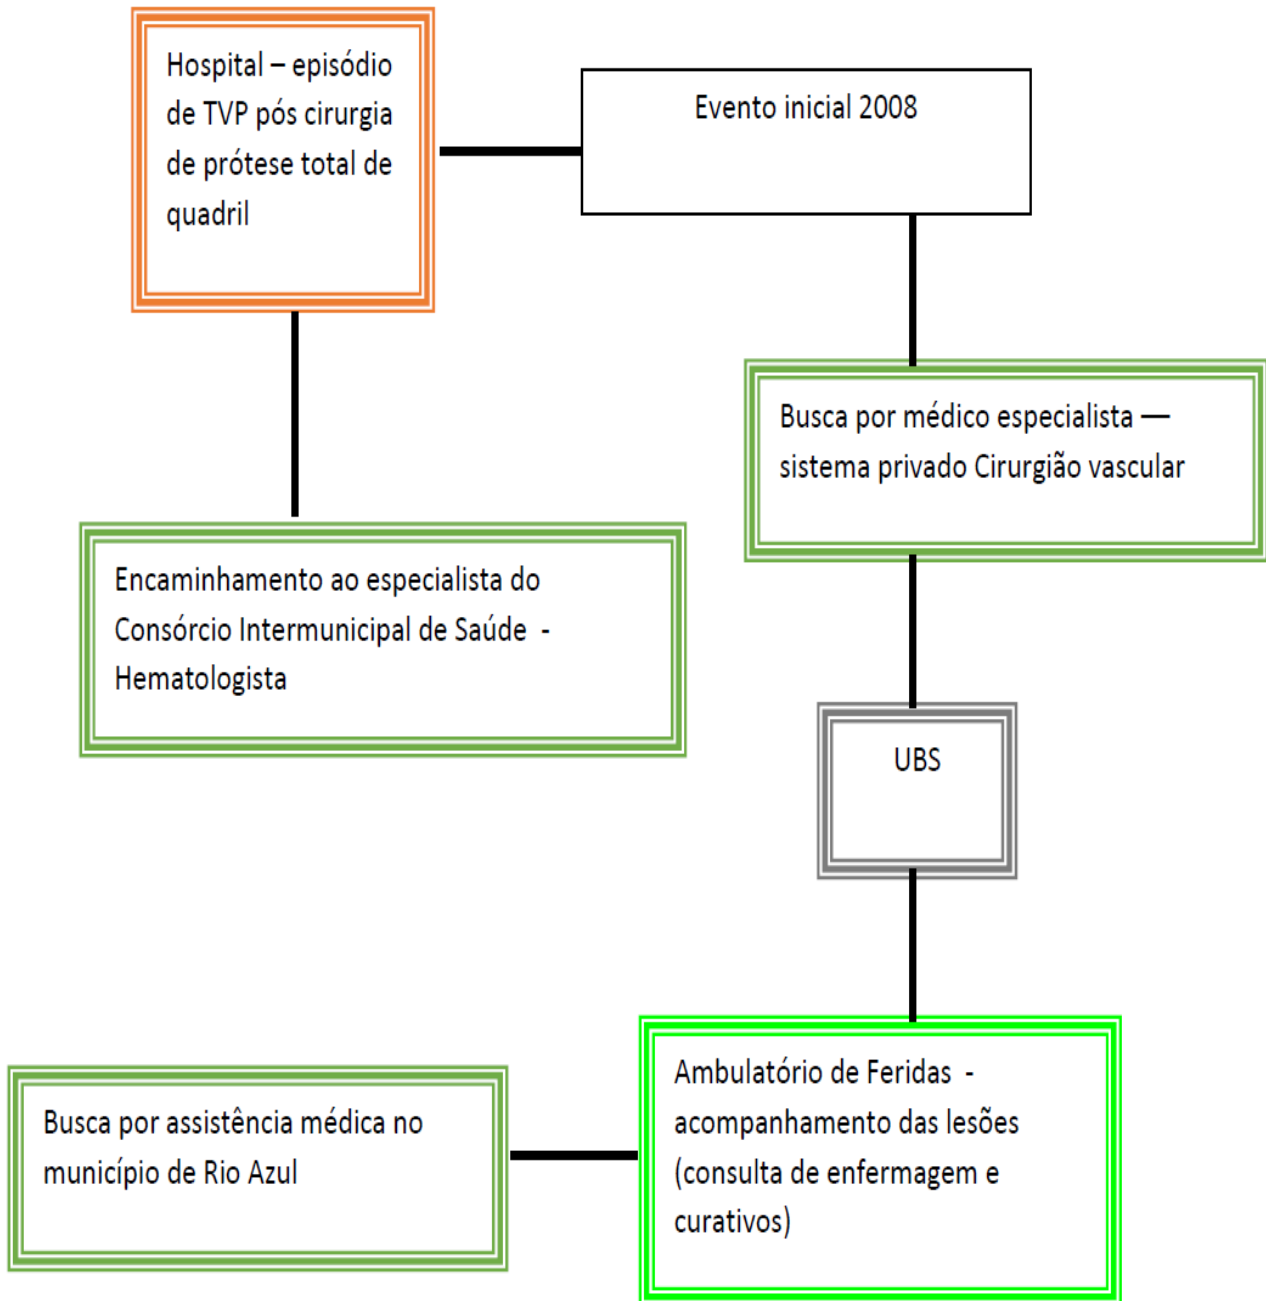 Hospital – episódio
de TVP pós cirurgia
de prótese total de
quadril
Evento inicial 2008
Busca por médico especialista —
sistema privado Cirurgião vascular
Encaminhamento ao especialista do
Consórcio Intermunicipal de Saúde -
Hematologista
UBS
Ambulatório de Feridas -
acompanhamento das lesões
(consulta de enfermagem e
curativos)
Busca por assistência médica no
município de Rio Azul